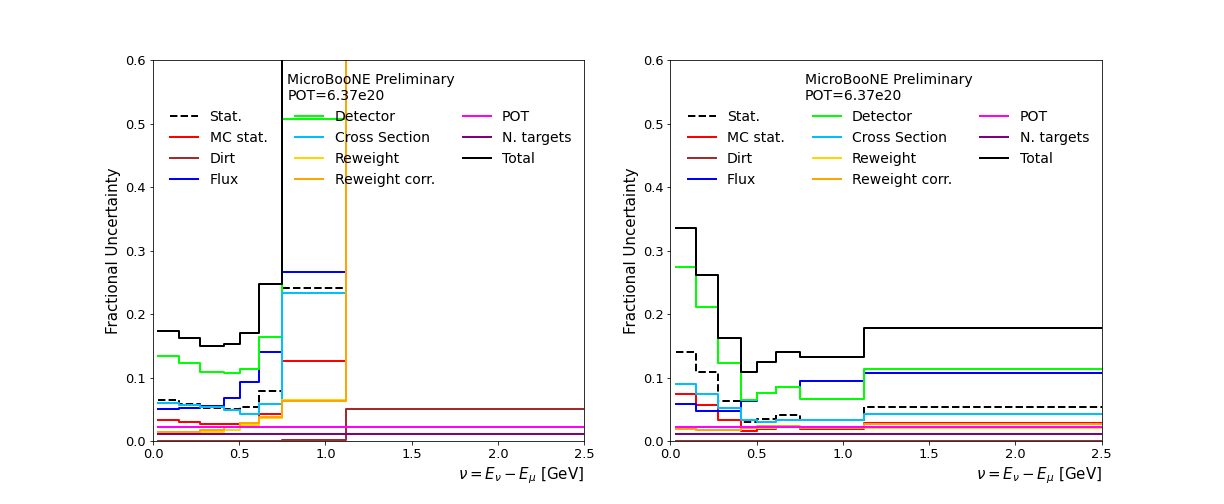 0.6
0.5
0.4
0.3
0.2
0.1
0.0
Fractional Uncertainty
MicroBooNE Preliminary
POT=6.37e20
Stat.
MC stat.
Dirt
Flux
Detector
Cross Section
Reweight
Reweight corr.
POT
N. targets
Total
0.0 0.5 1.0 1.5 2.0 2.5
ν = Eν − Eμ [GeV]
0.6
0.5
0.4
0.3
0.2
0.1
0.0
Fractional Uncertainty
MicroBooNE Preliminary
POT=6.37e20
Stat.
MC stat.
Dirt
Flux
Detector
Cross Section
Reweight
Reweight corr.
POT
N. targets
Total
0.0 0.5 1.0 1.5 2.0 2.5
ν = Eν − Eμ [GeV]